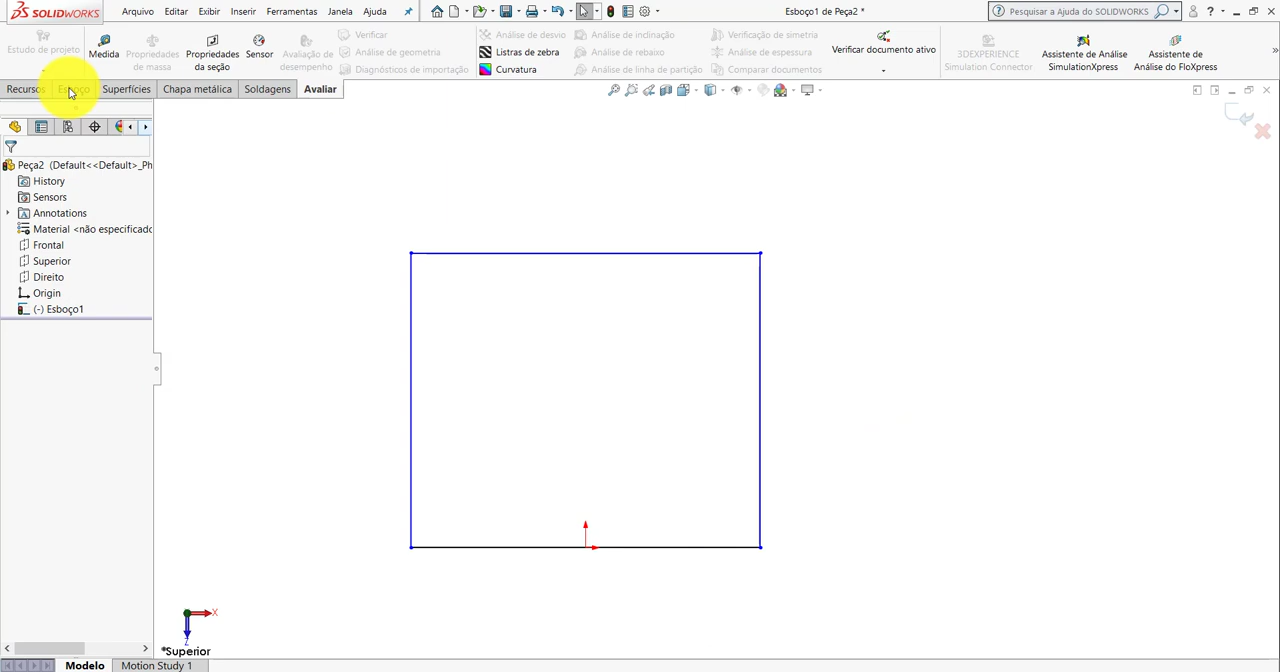 SOLIDWORKS
Arquivo Editar Exibir Inserir Ferramentas Janela Ajuda
Esboço1 de Peça2 *
Pesquisar a Ajuda do SOLIDWORKS
Estudo de projeto
Medida
Propriedades de massa
Propriedades da seção
Sensor
Avaliação de desempenho
Verificar
Análise de geometria
Diagnósticos de importação
Análise de desvio
Listras de zebra
Curvatura
Análise de inclinação
Análise de rebaixo
Análise de linha de partição
Verificação de simetria
Análise de espessura
Comparar documentos
Verificar documento ativo
3DEXPERIENCE
Simulation Connector
Assistente de Análise
SimulationXpress
Assistente de
Análise do FloXpress
Recursos Esboço Superfícies Chapa metálica Soldagens Avaliar
Peça2 (Default<<Default>_Ph
History
Sensors
Annotations
Material <não especificado
Frontal
Superior
Direito
Origin
(-) Esboço1
X
Z
*Superior
Modelo Motion Study 1